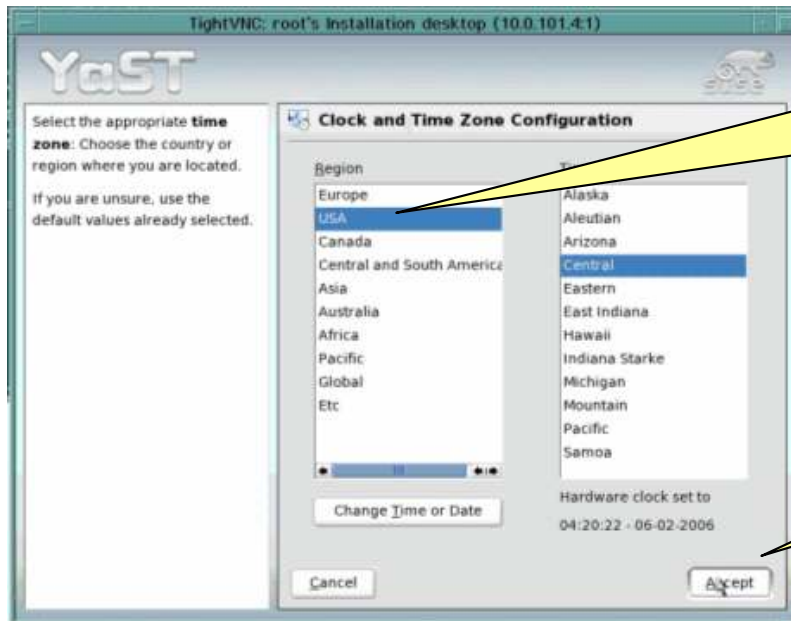 TightVNC: root's Installation desktop (10.0.101.4:1)
YaST
SUSE
Select the appropriate time
zone: Choose the country or
region where you are located.
If you are unsure, use the
default values already selected.
Clock and Time Zone Configuration
Region
Europe
USA
Canada
Central and South America
Asia
Australia
Africa
Pacific
Global
Etc
Change Time or Date
Alaska
Aleutian
Arizona
Central
Eastern
East Indiana
Hawaii
Indiana Starke
Michigan
Mountain
Pacific
Samoa
Hardware clock set to
04:20:22 - 06-02-2006
Cancel
Accept